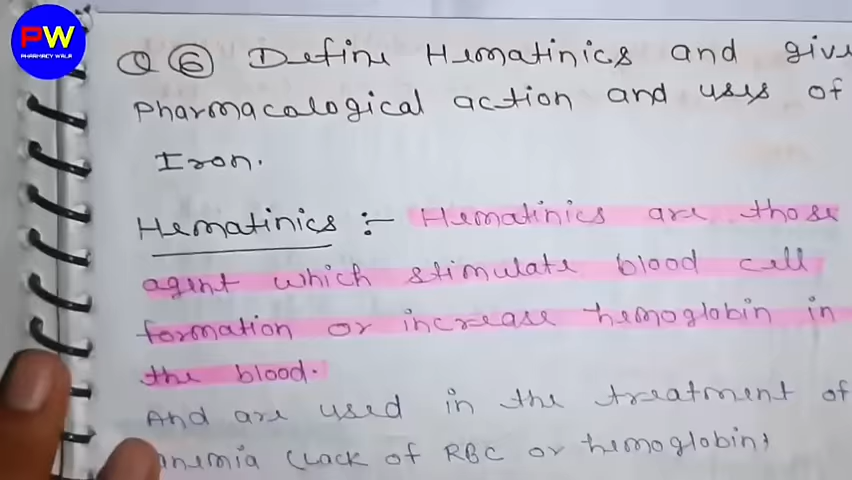 PW
PHARMACY WALA
Q 6 Define Hematinics and give
Pharmacological action and uses of
Iron.
Hematinics :- Hematinics are those
agent which stimulate blood cell
formation or increase hemoglobin in
the blood.
And are used in the treatment of
anemia (Lack of RBC or hemoglobin)